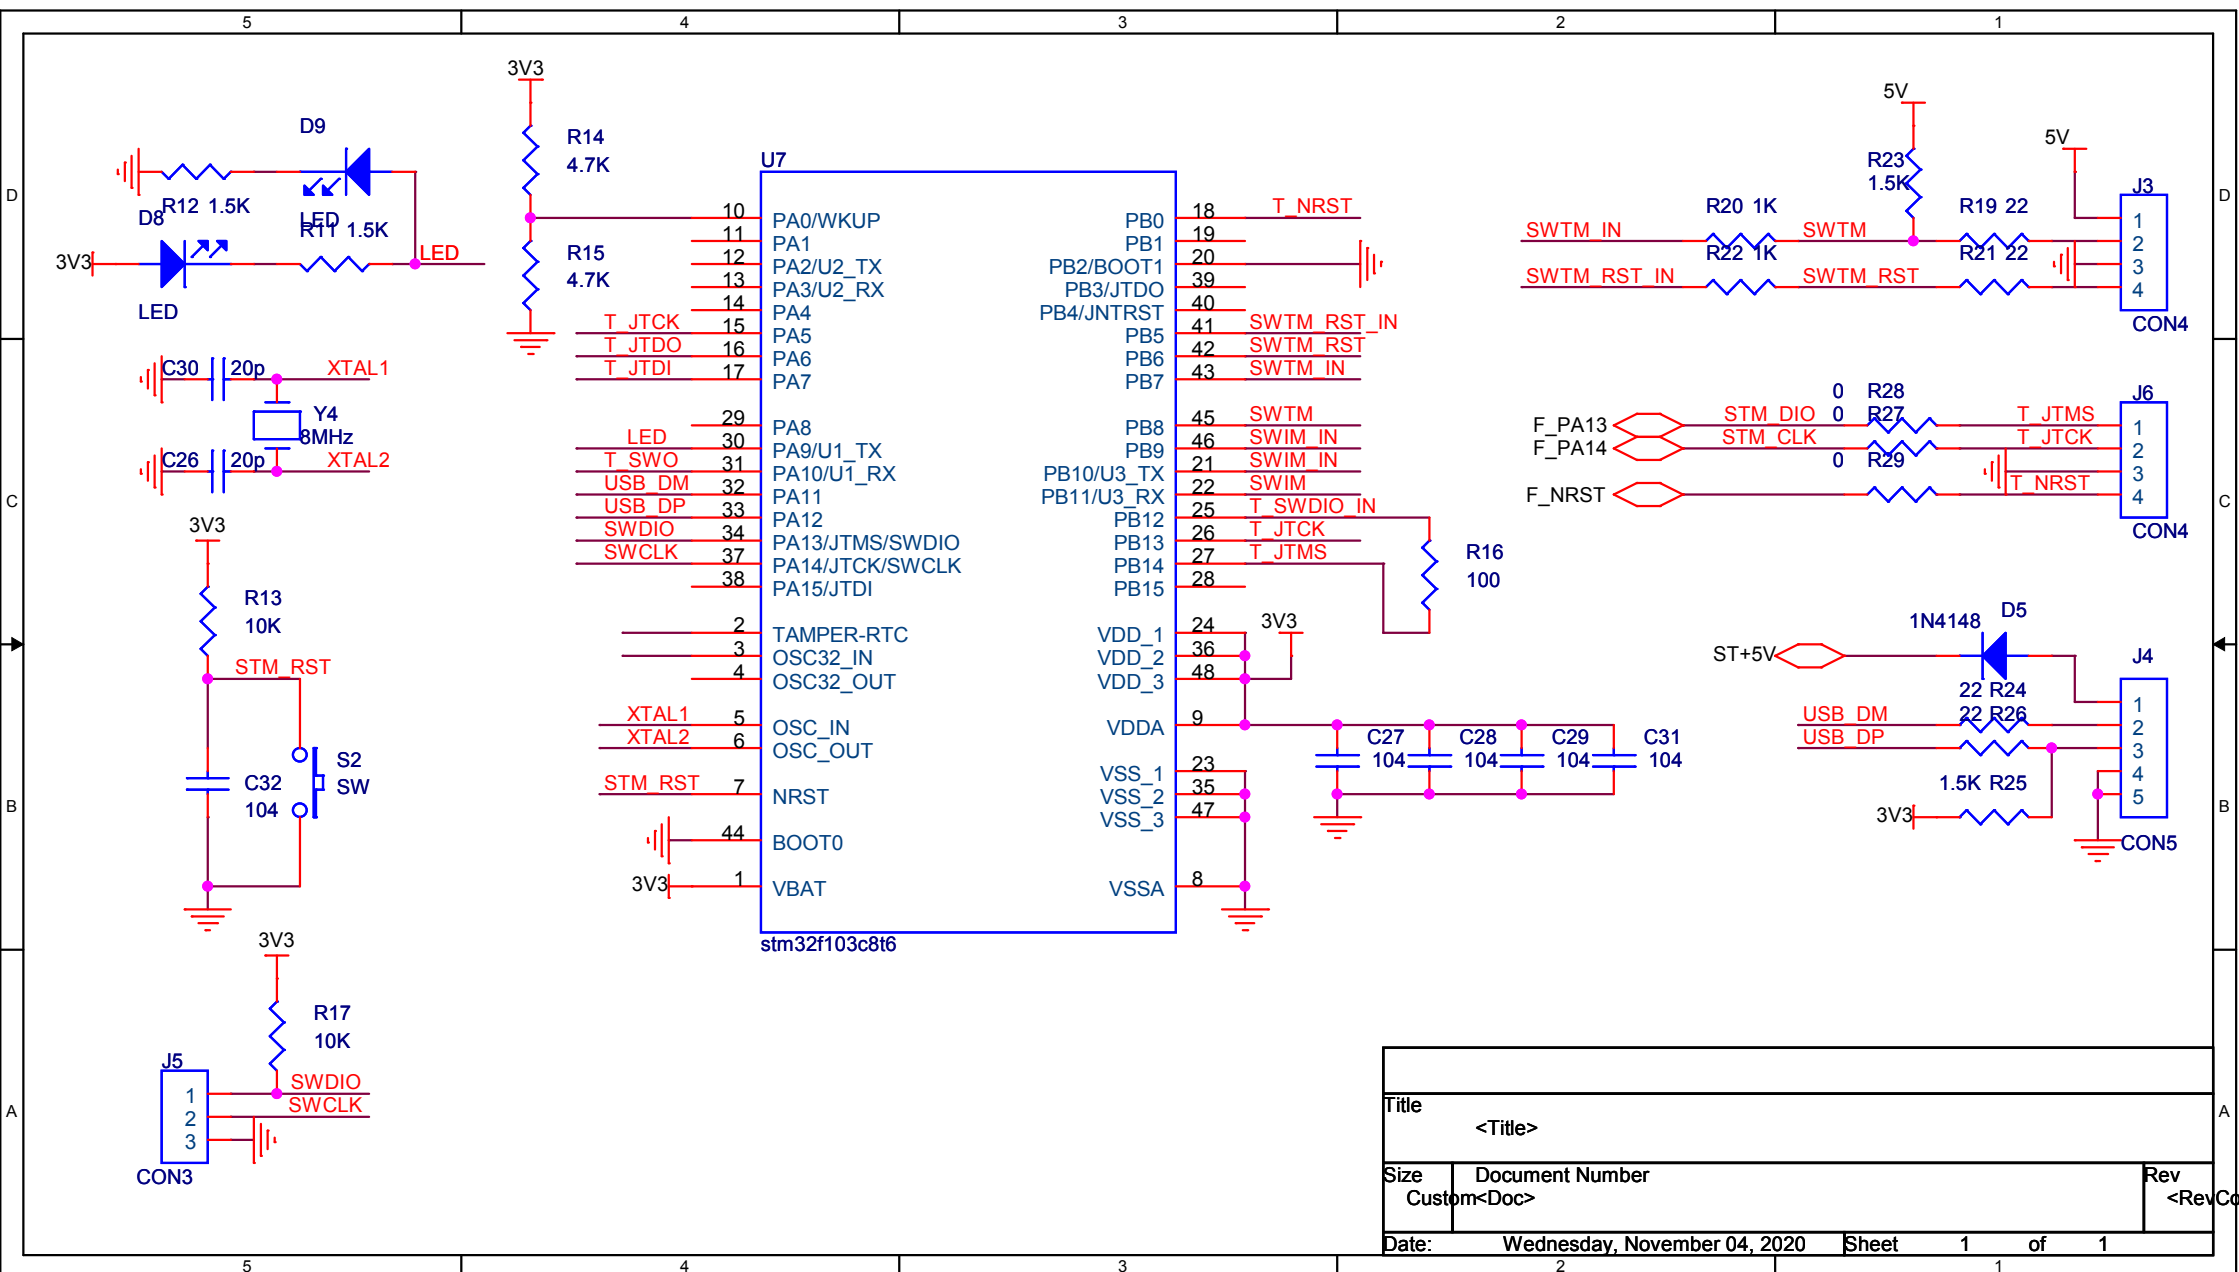 5 4 3 2 1
D
C
B
A
D
C
B
A
D9
R12 1.5K
LED
D8
R11 1.5K
3V3
LED
LED
3V3
R14
4.7K
R15
4.7K
C30 20p XTAL1
Y4
8MHz
C26 20p XTAL2
3V3
R13
10K
STM_RST
S2
SW
C32
104
3V3
R17
10K
J5
1 SWDIO
2 SWCLK
3
CON3
U7
10 PA0/WKUP
11 PA1
12 PA2/U2_TX
13 PA3/U2_RX
14 PA4
T_JTCK 15 PA5
T_JTDO 16 PA6
T_JTDI 17 PA7
29 PA8
LED 30 PA9/U1_TX
T_SWO 31 PA10/U1_RX
USB_DM 32 PA11
USB_DP 33 PA12
SWDIO 34 PA13/JTMS/SWDIO
SWCLK 37 PA14/JTCK/SWCLK
38 PA15/JTDI
2 TAMPER-RTC
3 OSC32_IN
4 OSC32_OUT
XTAL1 5 OSC_IN
XTAL2 6 OSC_OUT
STM_RST 7 NRST
44 BOOT0
3V3 1 VBAT
PB0 18 T_NRST
PB1 19
PB2/BOOT1 20
PB3/JTDO 39
PB4/JNTRST 40
PB5 41 SWTM_RST_IN
PB6 42 SWTM_RST
PB7 43 SWTM_IN
PB8 45 SWTM
PB9 46 SWIM_IN
PB10/U3_TX 21 SWIM_IN
PB11/U3_RX 22 SWIM
PB12 25 T_SWDIO_IN
PB13 26 T_JTCK
PB14 27 T_JTMS
PB15 28
R16
100
VDD_1 24 3V3
VDD_2 36
VDD_3 48
VDDA 9
VSS_1 23
VSS_2 35
VSS_3 47
VSSA 8
stm32f103c8t6
C27 C28 C29 C31
104 104 104 104
5V
R23
1.5K
5V
J3
SWTM_IN R20 1K SWTM R19 22
SWTM_RST_IN R22 1K SWTM_RST R21 22
1
2
3
4
CON4
J6
0 R28
F_PA13 STM_DIO 0 R27 T_JTMS 1
F_PA14 STM_CLK T_JTCK 2
0 R29
3
F_NRST T_NRST 4
CON4
1N4148 D5
ST+5V
J4
22 R24 1
USB_DM 22 R26 2
USB_DP 3
4
1.5K R25 5
3V3
CON5
Title
<Title>
Size Document Number Rev
Custom <Doc> <RevCo
Date: Wednesday, November 04, 2020 Sheet 1 of 1
5 4 3 2 1